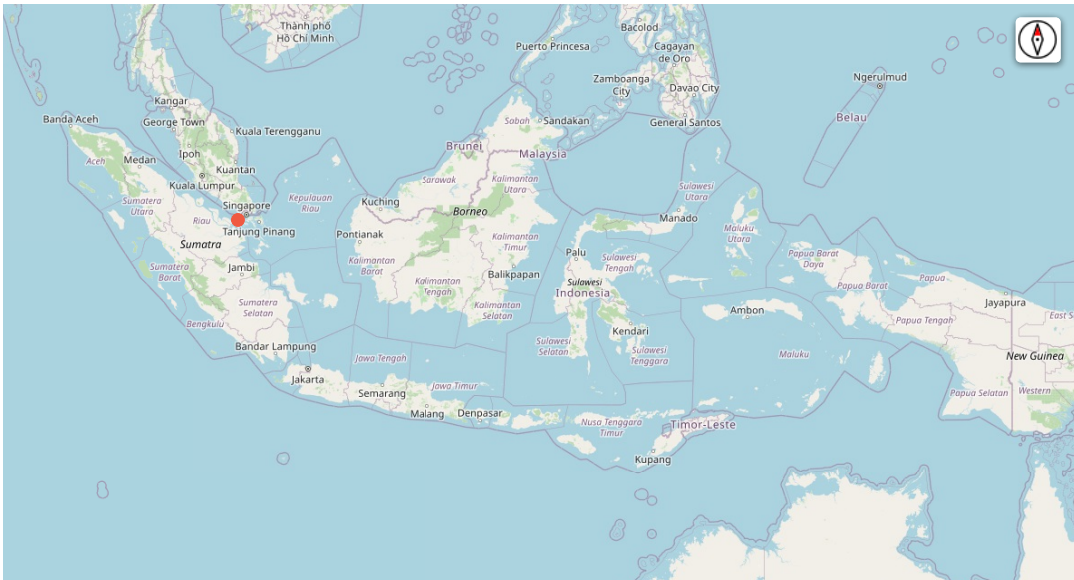 Thành phố
Hồ Chí Minh
Bacolod
Puerto Princesa
Cagayan
de Oro
Zamboanga
City
Davao City
General Santos
Ngerulmud
Belau
Kangar
George Town
Kuala Terengganu
Banda Aceh
Ipoh
Aceh
Medan
Kuantan
Kuala Lumpur
Sumatera
Utara
Riau
Singapore
Tanjung Pinang
Kepulauan
Riau
Sumatra
Sumatera
Barat
Jambi
Sumatera
Selatan
Bengkulu
Bandar Lampung
Sabah
Sandakan
Brunei
Malaysia
Sarawak
Kalimantan
Utara
Kuching
Borneo
Pontianak
Kalimantan
Timur
Kalimantan
Barat
Balikpapan
Kalimantan
Tengah
Kalimantan
Selatan
Sulawesi
Utara
Manado
Palu
Sulawesi
Tengah
Sulawesi
Indonesia
Kendari
Sulawesi
Selatan
Sulawesi
Tenggara
Maluku
Utara
Ambon
Maluku
Papua Barat
Daya
Papua Barat
Papua
Jayapura
Papua Tengah
East S
New Guinea
Papua Selatan
Western
Jakarta
Jawa Tengah
Semarang
Jawa Timur
Malang
Denpasar
Nusa Tenggara
Timur
Timor-Leste
Kupang